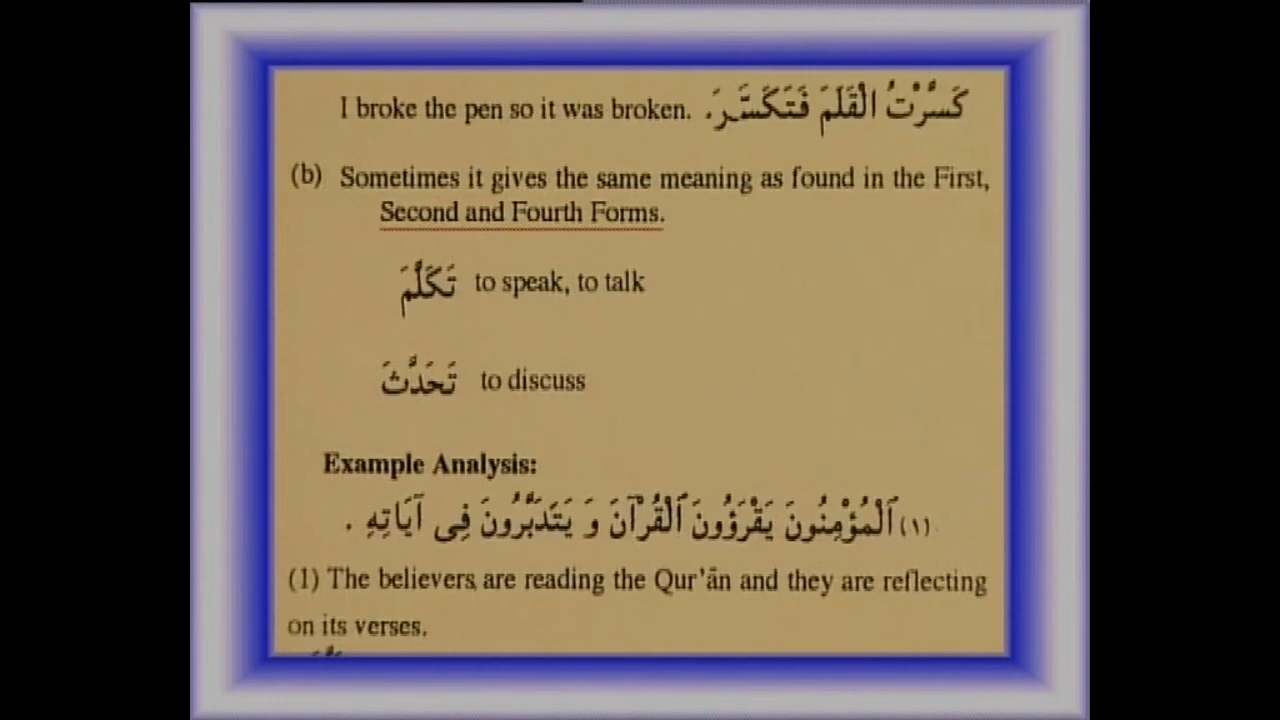 I broke the pen so it was broken. كَسَّرْتُ الْقَلَمَ فَتَكَسَّرَ.
(b) Sometimes it gives the same meaning as found in the First,
Second and Fourth Forms.
تَكَلَّمَ to speak, to talk
تَحَدَّثَ to discuss
Example Analysis:
(١) اَلْمُؤْمِنُونَ يَقْرَؤُونَ الْقُرْآنَ وَ يَتَدَبَّرُونَ فِى آيَاتِهِ .
(1) The believers are reading the Qur'ān and they are reflecting
on its verses.